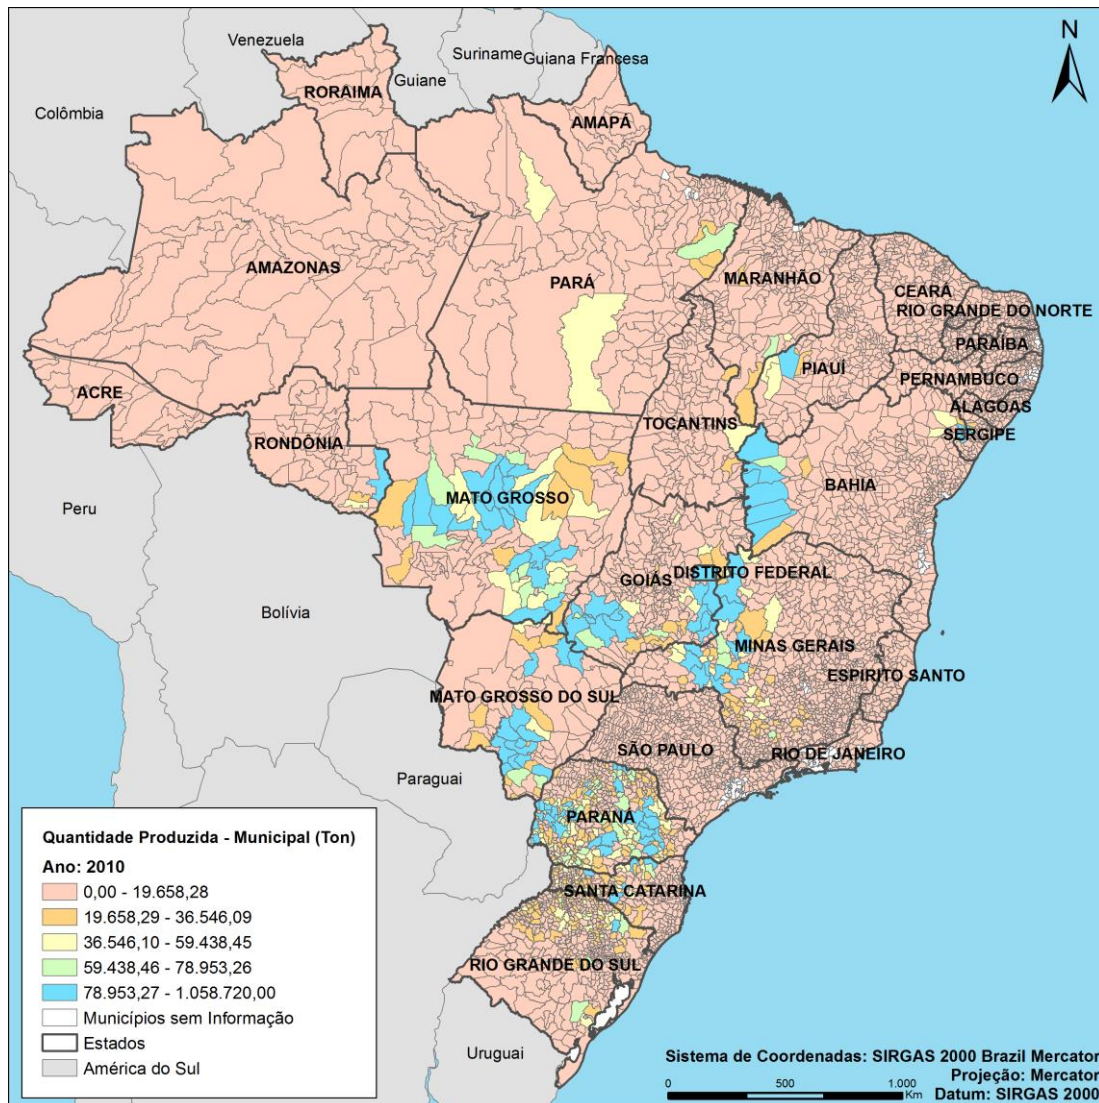 N
Venezuela
Suriname
Guiana Francesa
Guiane
Colômbia
RORAIMA
AMAPÁ
AMAZONAS
PARÁ
MARANHÃO
CEARÁ
RIO GRANDE DO NORTE
PARAÍBA
PIAUÍ
PERNAMBUCO
ACRE
ALAGOAS
TOCANTINS
SERGIPE
RONDÔNIA
BAHIA
MATO GROSSO
Peru
DISTRITO FEDERAL
GOIÁS
Bolívia
MINAS GERAIS
ESPIRITO SANTO
MATO GROSSO DO SUL
SÃO PAULO
RIO DE JANEIRO
Paraguai
PARANÁ
SANTA CATARINA
RIO GRANDE DO SUL
Uruguai
Quantidade Produzida - Municipal (Ton)
Ano: 2010
0,00 - 19.658,28
19.658,29 - 36.546,09
36.546,10 - 59.438,45
59.438,46 - 78.953,26
78.953,27 - 1.058.720,00
Municípios sem Informação
Estados
América do Sul
Sistema de Coordenadas: SIRGAS 2000 Brazil Mercator
Projeção: Mercator
Datum: SIRGAS 2000
0 500 1.000
Km